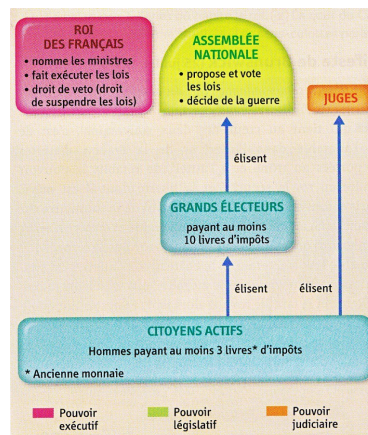 ROI
DES FRANÇAIS
• nomme les ministres
• fait exécuter les lois
• droit de veto (droit
de suspendre les lois)
ASSEMBLÉE
NATIONALE
• propose et vote
les lois
• décide de la guerre
JUGES
élisent
GRANDS ÉLECTEURS
payant au moins
10 livres d'impôts
élisent
élisent
CITOYENS ACTIFS
Hommes payant au moins 3 livres* d'impôts
* Ancienne monnaie
Pouvoir
exécutif
Pouvoir
législatif
Pouvoir
judiciaire